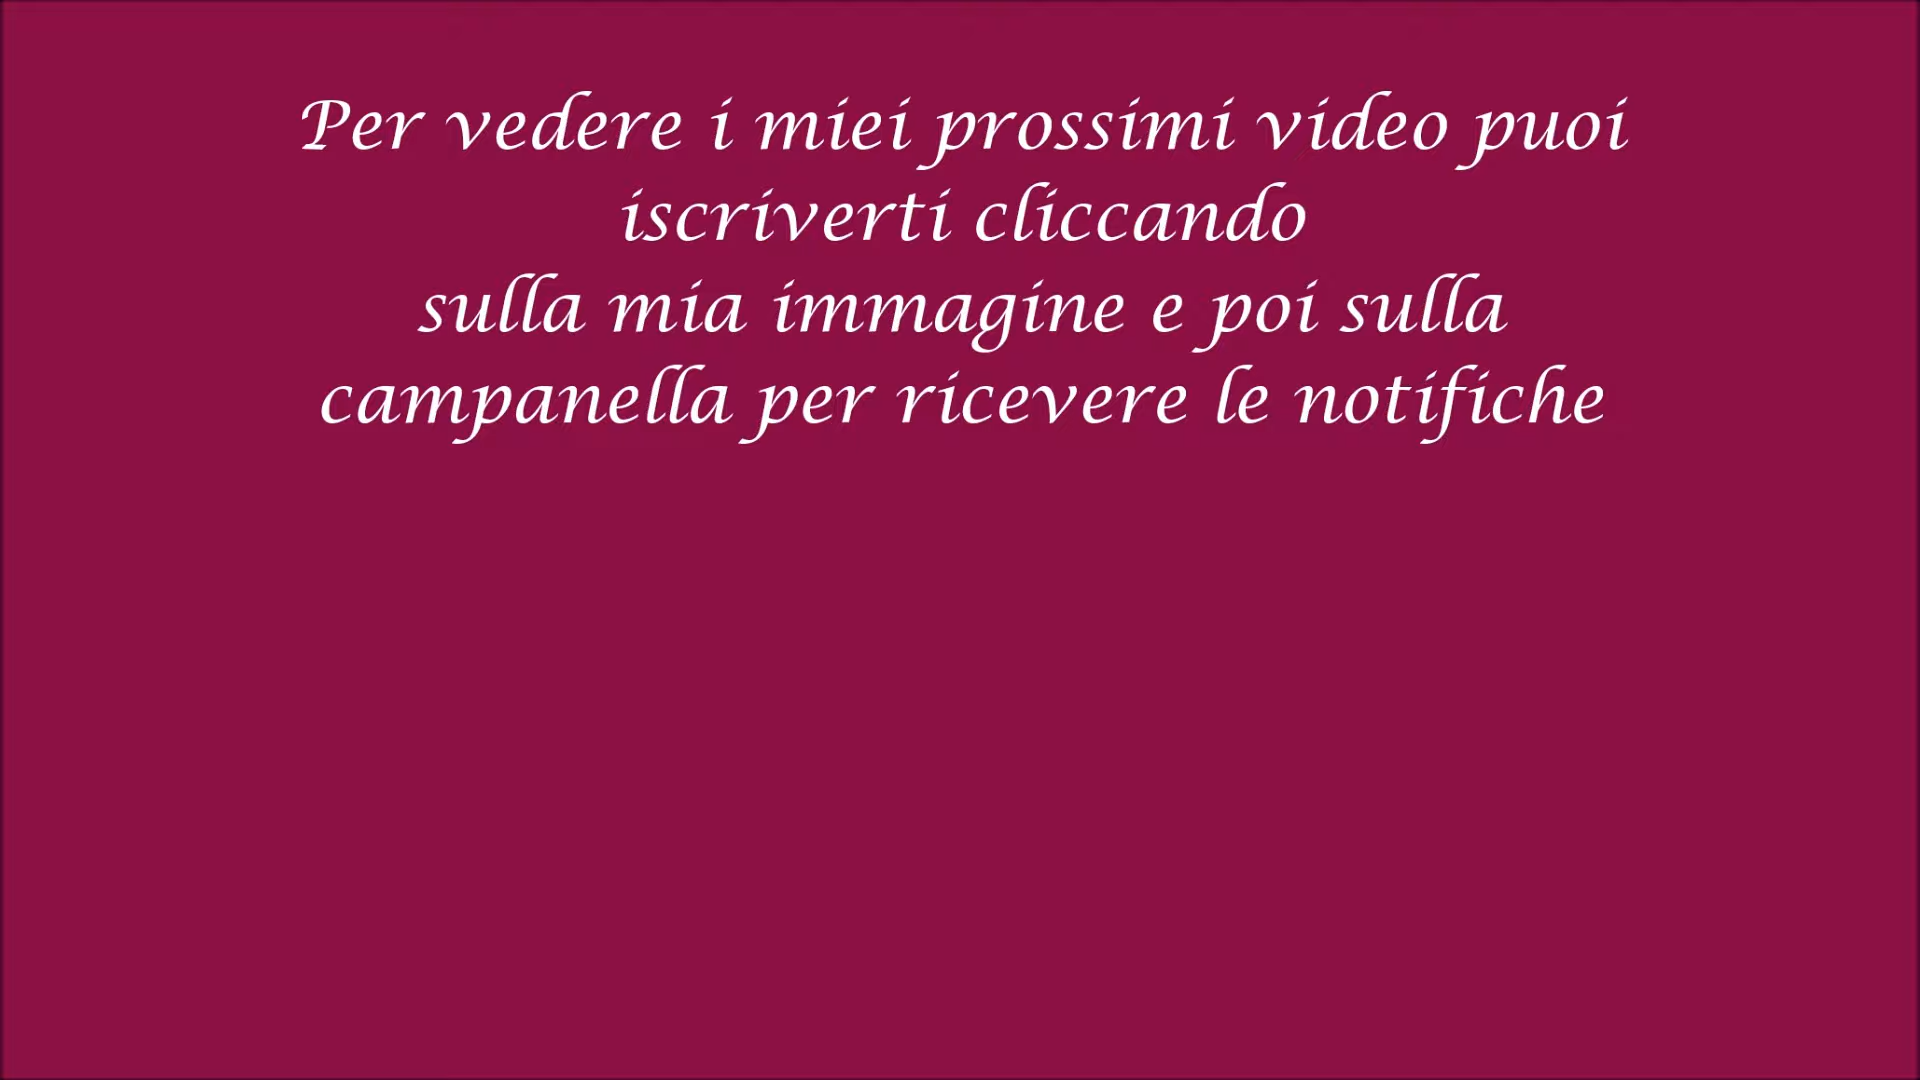 Per vedere i miei prossimi video puoi
iscriverti cliccando
sulla mia immagine e poi sulla
campanella per ricevere le notifiche